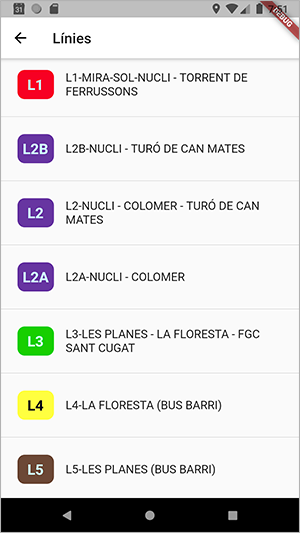 31
DEBUG
Línies
L1
L1-MIRA-SOL-NUCLI - TORRENT DE
FERRUSSONS
L2B
L2B-NUCLI - TURÓ DE CAN MATES
L2
L2-NUCLI - COLOMER - TURÓ DE CAN
MATES
L2A
L2A-NUCLI - COLOMER
L3
L3-LES PLANES - LA FLORESTA - FGC
SANT CUGAT
L4
L4-LA FLORESTA (BUS BARRI)
L5
L5-LES PLANES (BUS BARRI)